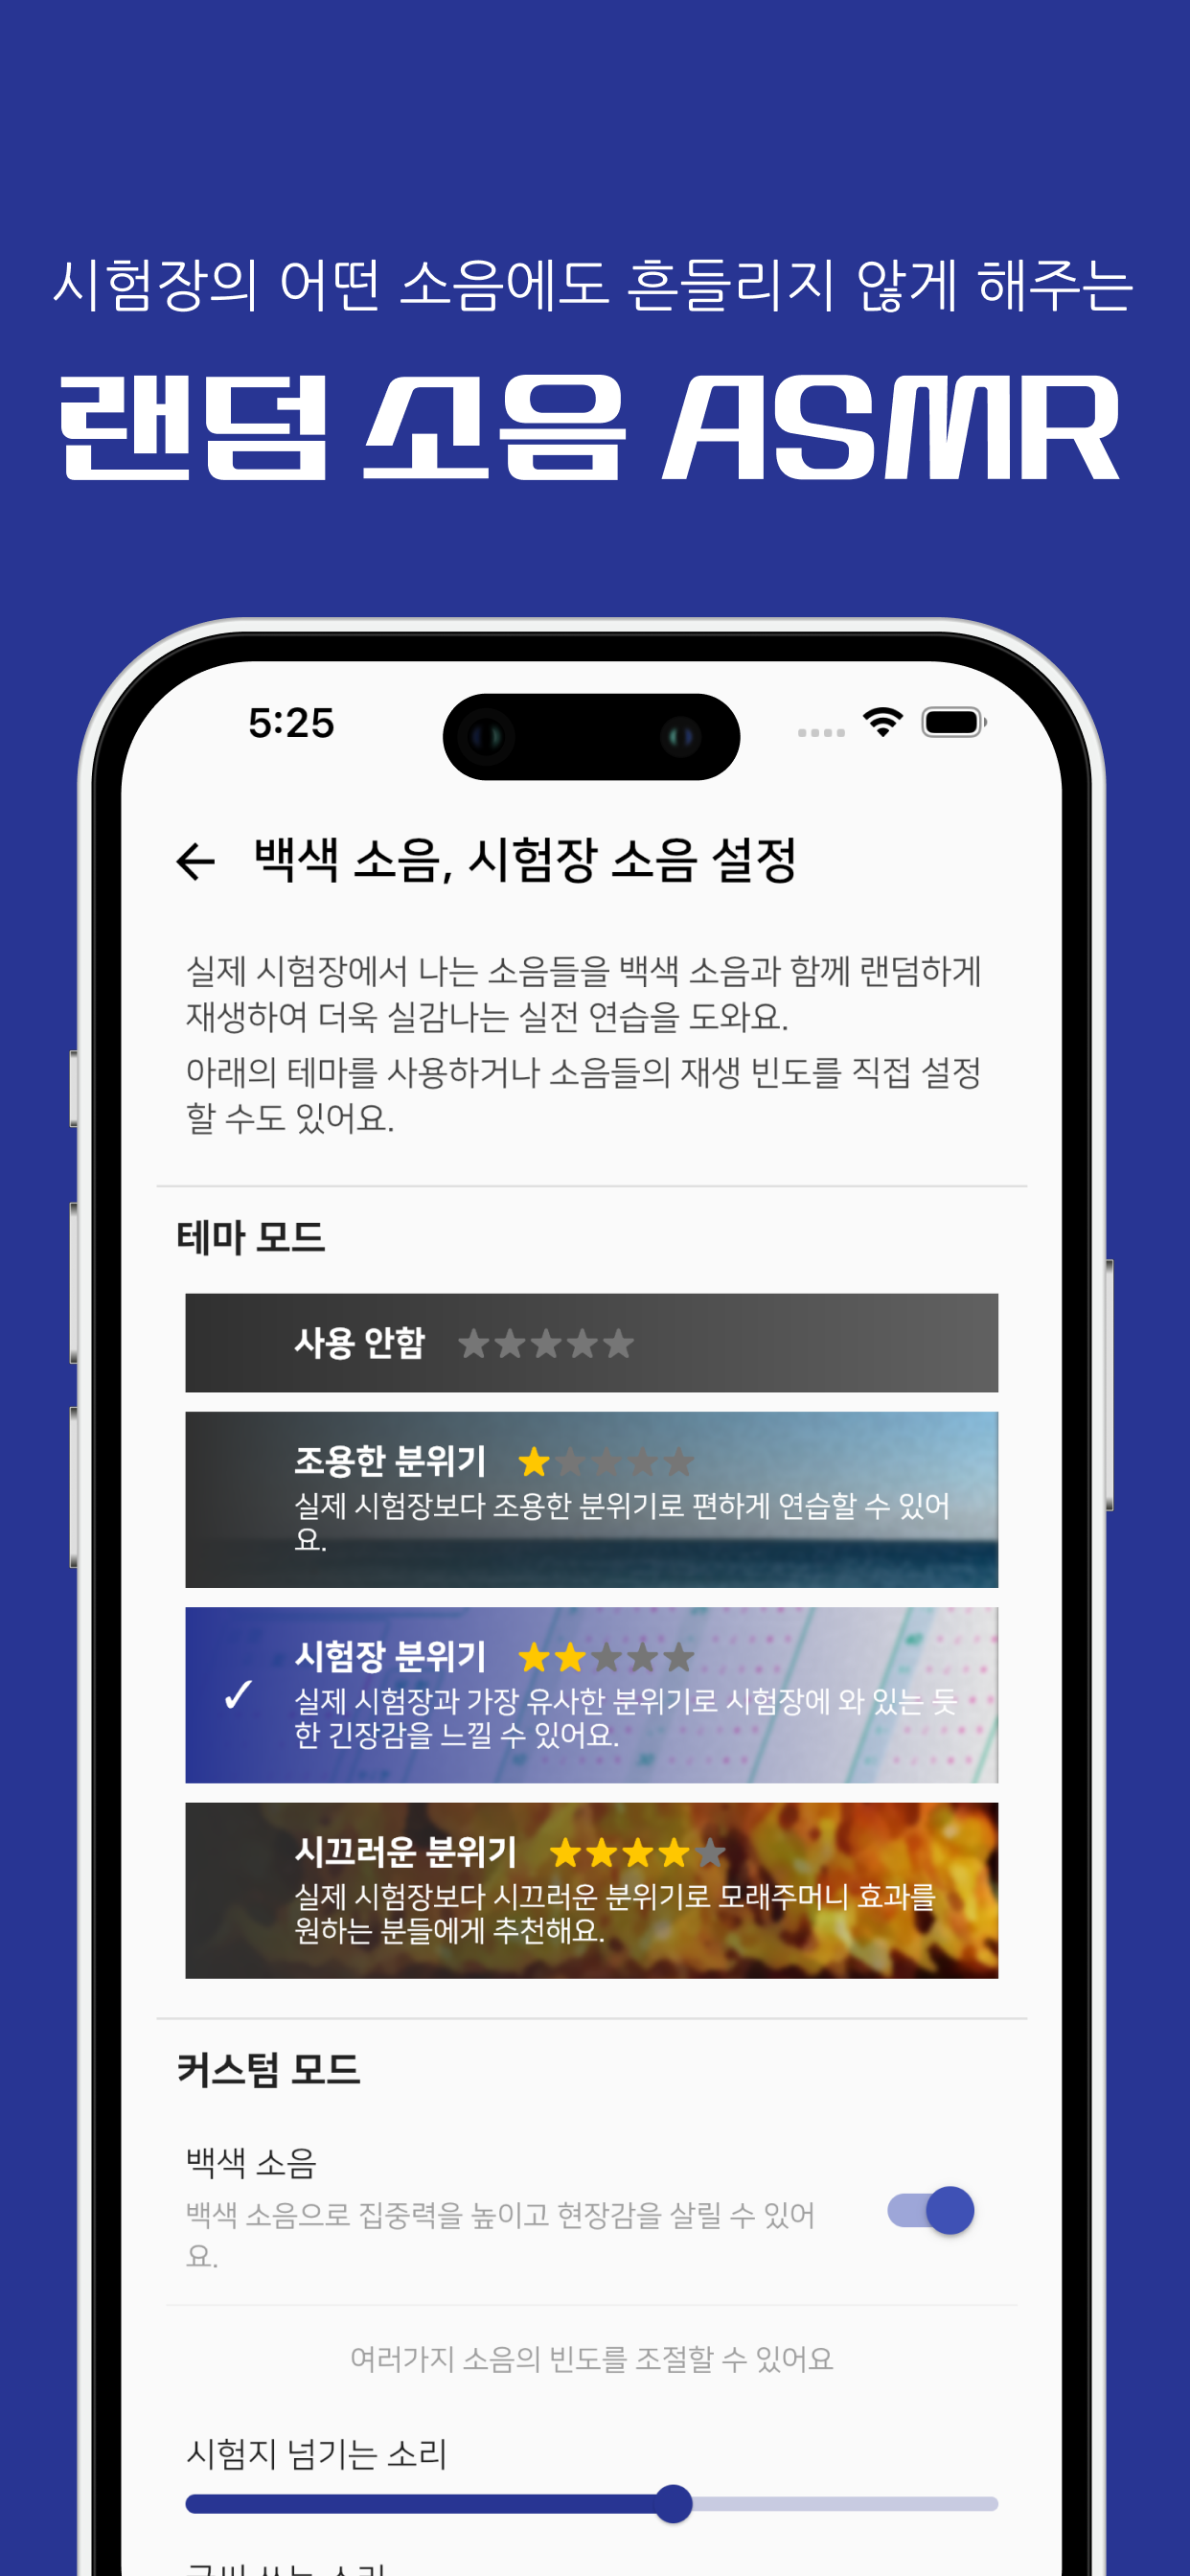 시험장의 어떤 소음에도 흔들리지 않게 해주는
랜덤 소음 ASMR
5:25
백색 소음, 시험장 소음 설정
실제 시험장에서 나는 소음들을 백색 소음과 함께 랜덤하게
재생하여 더욱 실감나는 실전 연습을 도와요.
아래의 테마를 사용하거나 소음들의 재생 빈도를 직접 설정
할 수도 있어요.
테마 모드
사용 안함
조용한 분위기
실제 시험장보다 조용한 분위기로 편하게 연습할 수 있어
요.
시험장 분위기
실제 시험장과 가장 유사한 분위기로 시험장에 와 있는 듯
한 긴장감을 느낄 수 있어요.
시끄러운 분위기
실제 시험장보다 시끄러운 분위기로 모래주머니 효과를
원하는 분들에게 추천해요.
커스텀 모드
백색 소음
백색 소음으로 집중력을 높이고 현장감을 살릴 수 있어
요.
여러가지 소음의 빈도를 조절할 수 있어요
시험지 넘기는 소리